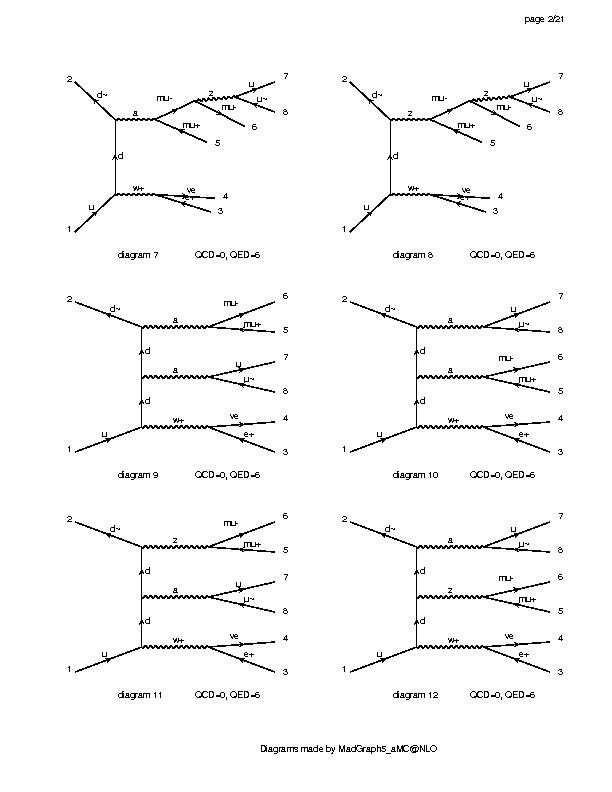 page 2/21
2
d~
a
mu-
z
u
7
u~
8
mu-
6
mu+
5
d
w+
ve
4
e+
3
u
1
diagram 7 QCD=0, QED=6
2
d~
z
mu-
z
u
7
u~
8
mu-
6
mu+
5
d
w+
ve
4
e+
3
u
1
diagram 8 QCD=0, QED=6
2
d~
a
mu-
6
mu+
5
d
a
u
7
u~
8
d
w+
ve
4
e+
3
u
1
diagram 9 QCD=0, QED=6
2
d~
a
u
7
u~
8
d
a
mu-
6
mu+
5
d
w+
ve
4
e+
3
u
1
diagram 10 QCD=0, QED=6
2
d~
z
mu-
6
mu+
5
d
a
u
7
u~
8
d
w+
ve
4
e+
3
u
1
diagram 11 QCD=0, QED=6
2
d~
a
u
7
u~
8
d
z
mu-
6
mu+
5
d
w+
ve
4
e+
3
u
1
diagram 12 QCD=0, QED=6
Diagrams made by MadGraph5_aMC@NLO